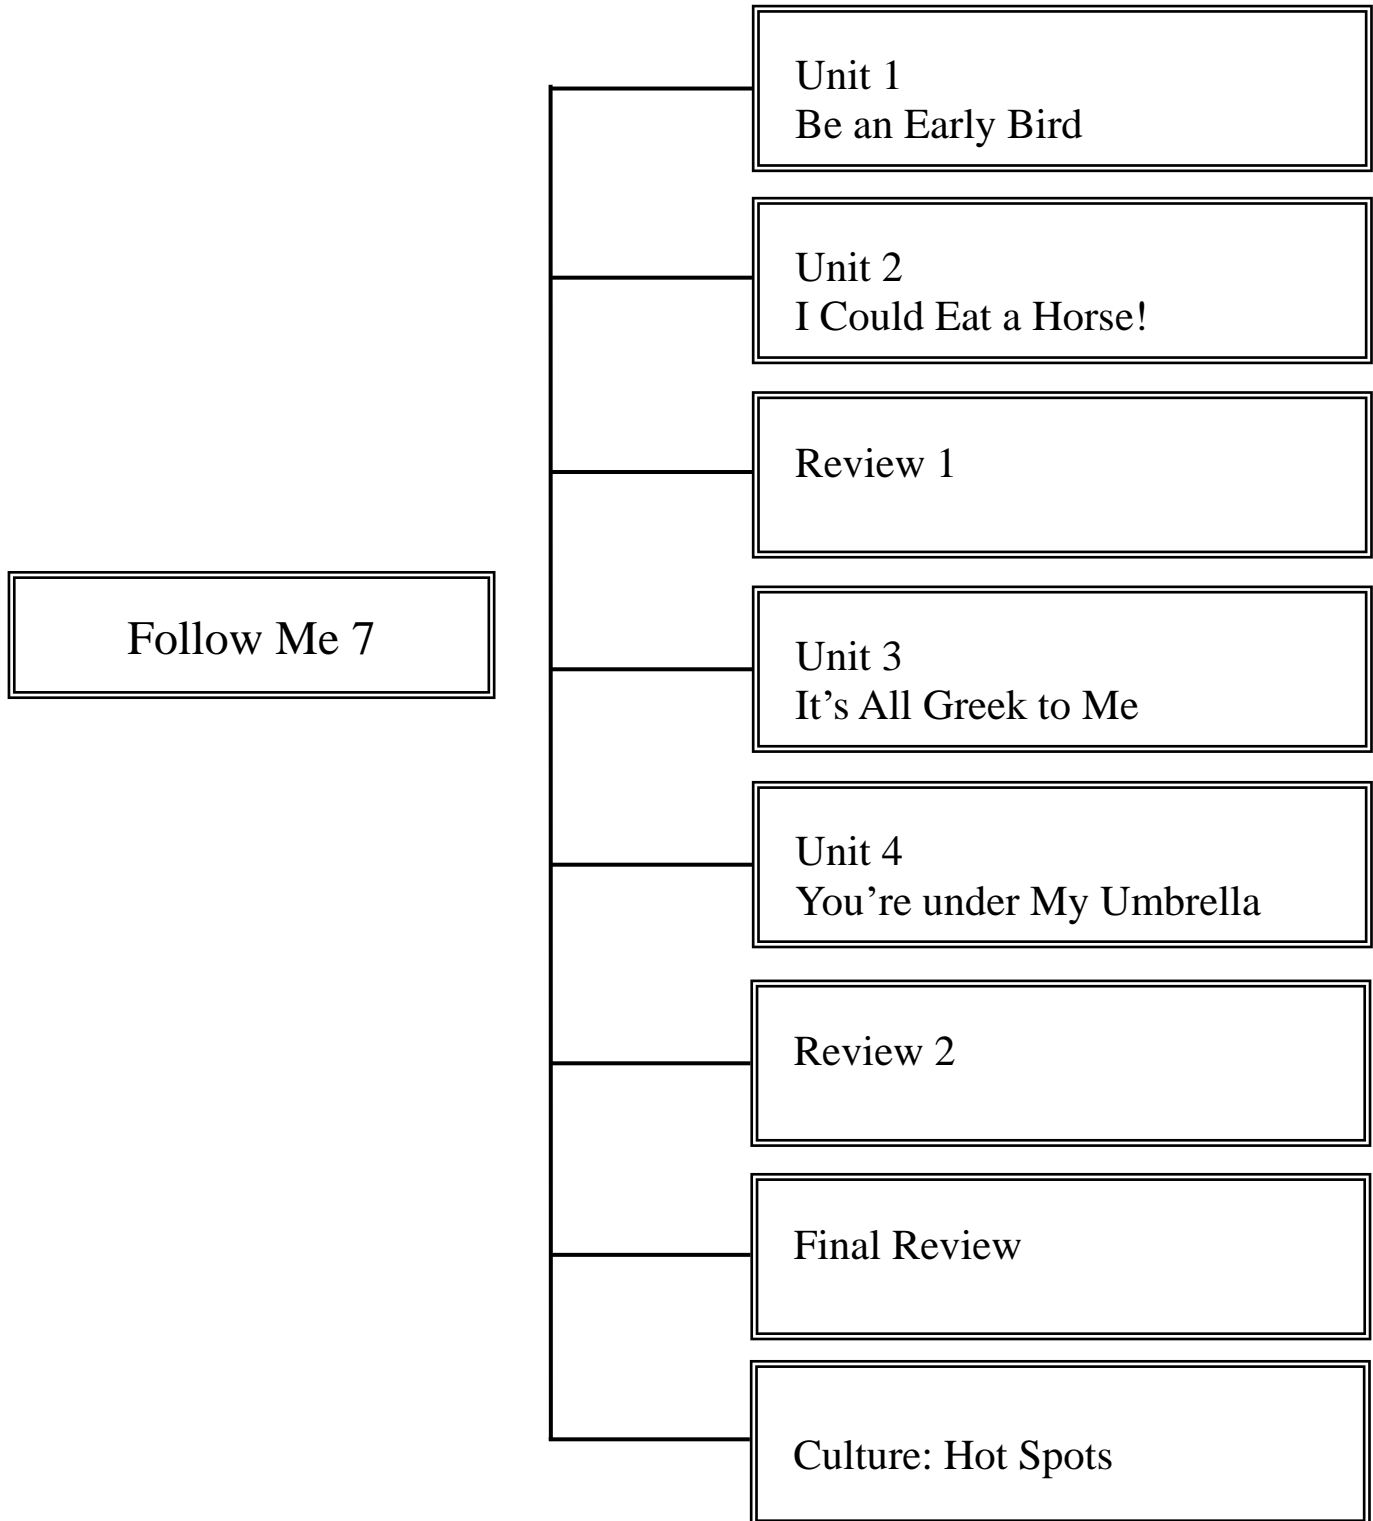 Follow Me 7
Unit 1
Be an Early Bird
Unit 2
I Could Eat a Horse!
Review 1
Unit 3
It’s All Greek to Me
Unit 4
You’re under My Umbrella
Review 2
Final Review
Culture: Hot Spots